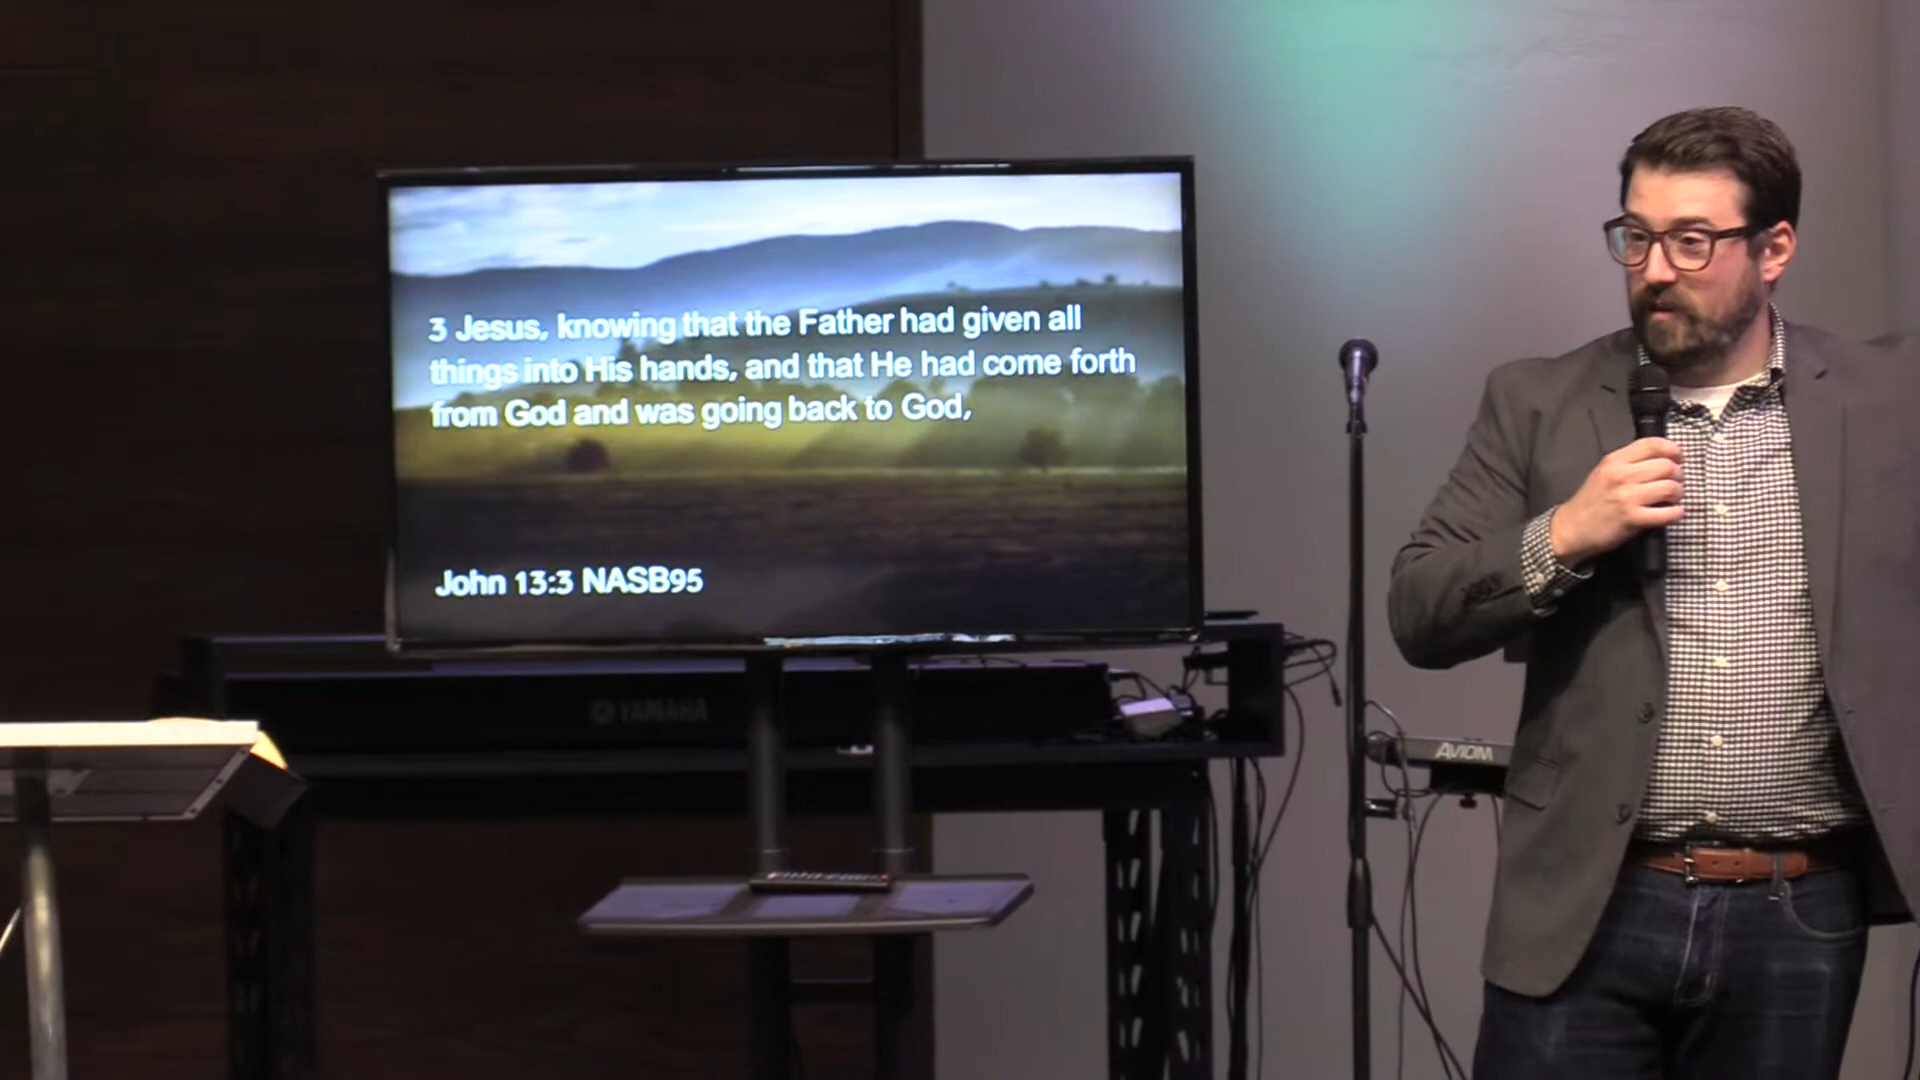 3 Jesus, knowing that the Father had given all
things into His hands, and that He had come forth
from God and was going back to God,
John 13:3 NASB95
YAMAHA
AVIOM